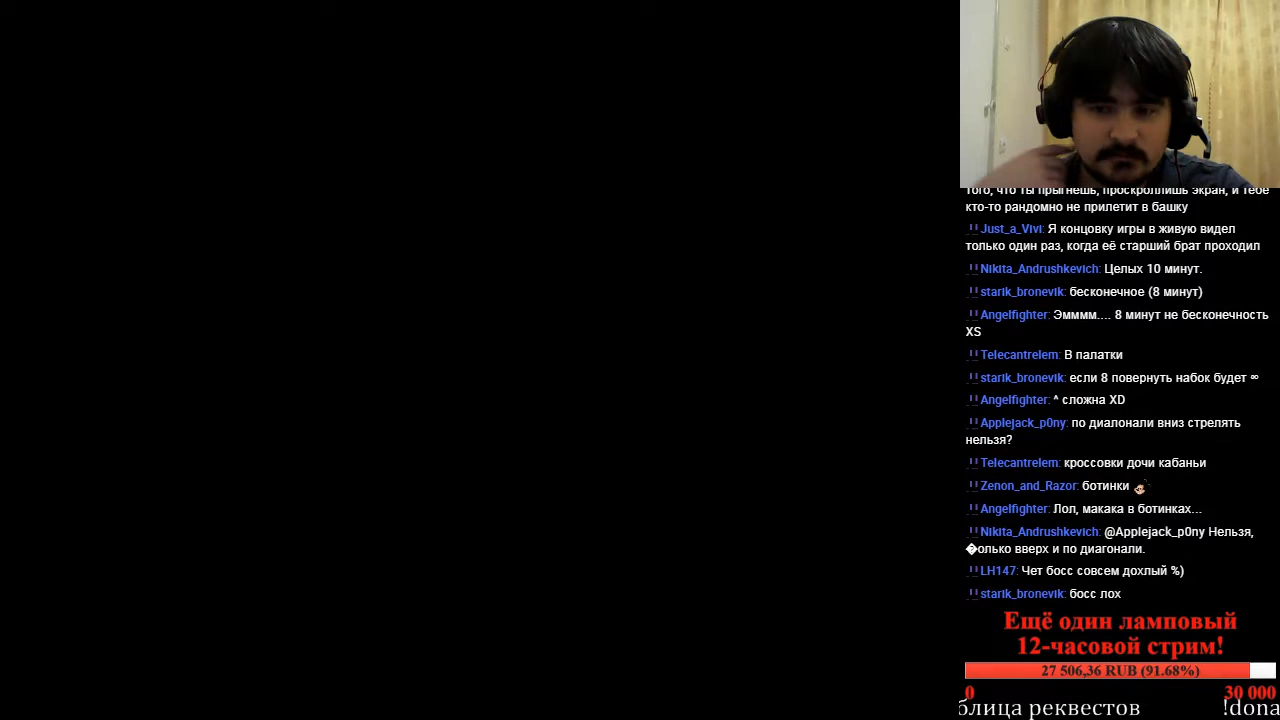 того, что ты прыгнешь, проскроллишь экран, и тебе
кто-то рандомно не прилетит в башку
Just_a_Vivi: Я концовку игры в живую видел
только один раз, когда её старший брат проходил
Nikita_Andrushkevich: Целых 10 минут.
starik_bronevik: бесконечное (8 минут)
Angelfighter: Эмммм.... 8 минут не бесконечность
XS
Telecantrelem: В палатки
starik_bronevik: если 8 повернуть набок будет ∞
Angelfighter: ^ сложна XD
Applejack_p0ny: по диалонали вниз стрелять
нельзя?
Telecantrelem: кроссовки дочи кабаньи
Zenon_and_Razor: ботинки
Angelfighter: Лол, макака в ботинках...
Nikita_Andrushkevich: @Applejack_p0ny Нельзя,
�олько вверх и по диагонали.
LH147: Чет босс совсем дохлый %)
starik_bronevik: босс лох
Ещё один ламповый
12-часовой стрим!
27 506,36 RUB (91.68%)
0 30 000
блица реквестов !dona